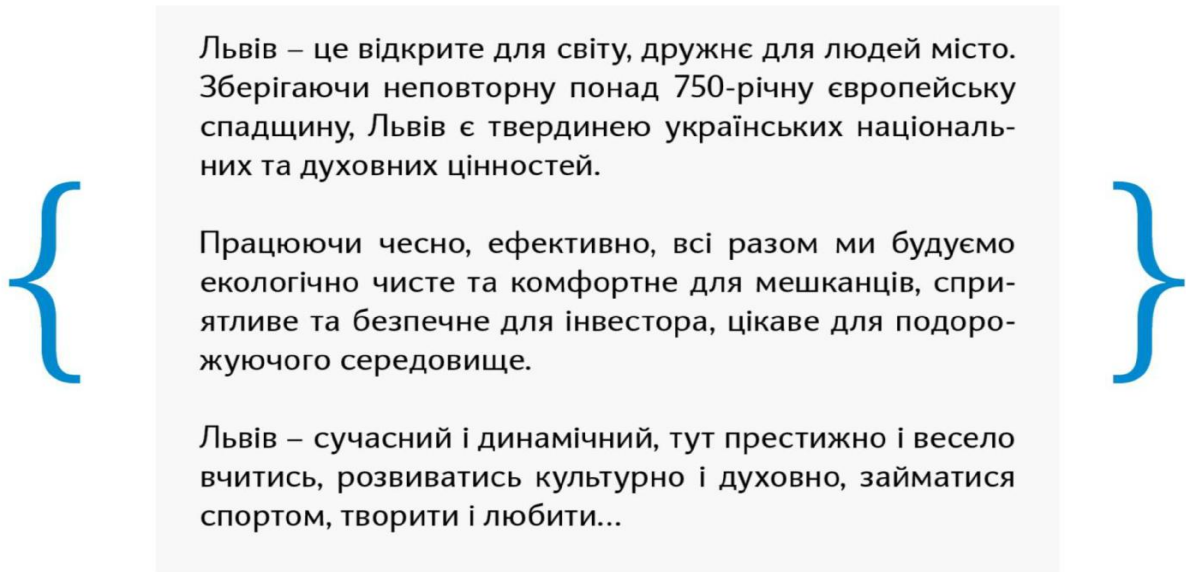 Львів – це відкрите для світу, дружнє для людей місто.
Зберігаючи неповторну понад 750-річну європейську
спадщину, Львів є твердинею українських національ-
них та духовних цінностей.
Працюючи чесно, ефективно, всі разом ми будуємо
екологічно чисте та комфортне для мешканців, спри-
ятливе та безпечне для інвестора, цікаве для подоро-
жуючого середовище.
Львів – сучасний і динамічний, тут престижно і весело
вчитись, розвиватись культурно і духовно, займатися
спортом, творити і любити...